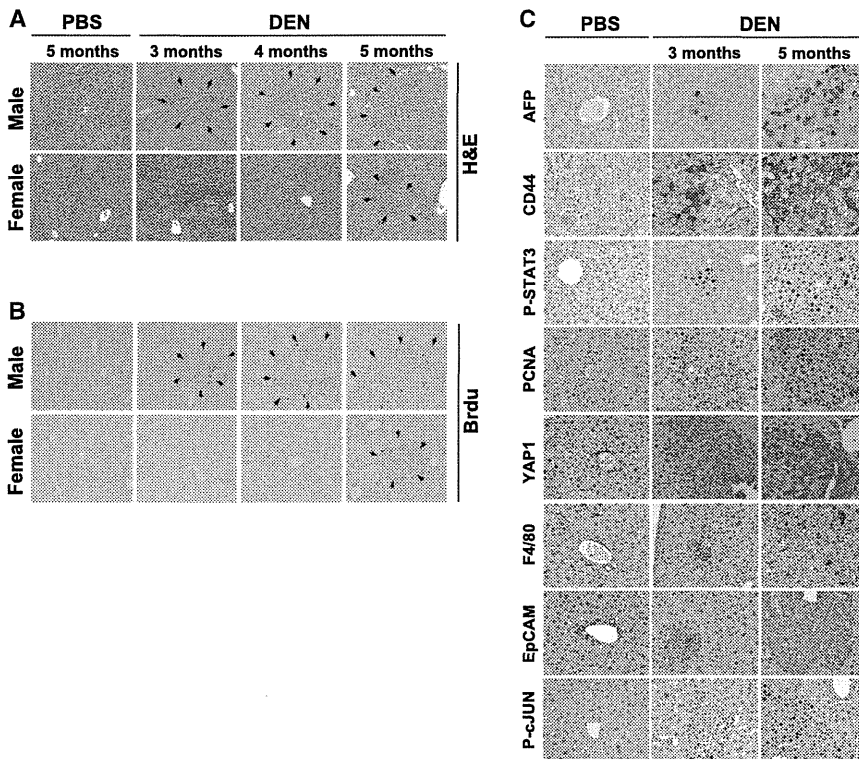 A
PBS
DEN
5 months
3 months
4 months
5 months
Male
Female
H&E
B
Male
Female
Brdu
C
PBS
DEN
3 months
5 months
AFP
CD44
P-STAT3
PCNA
YAP1
F4/80
EpCAM
P-cJUN